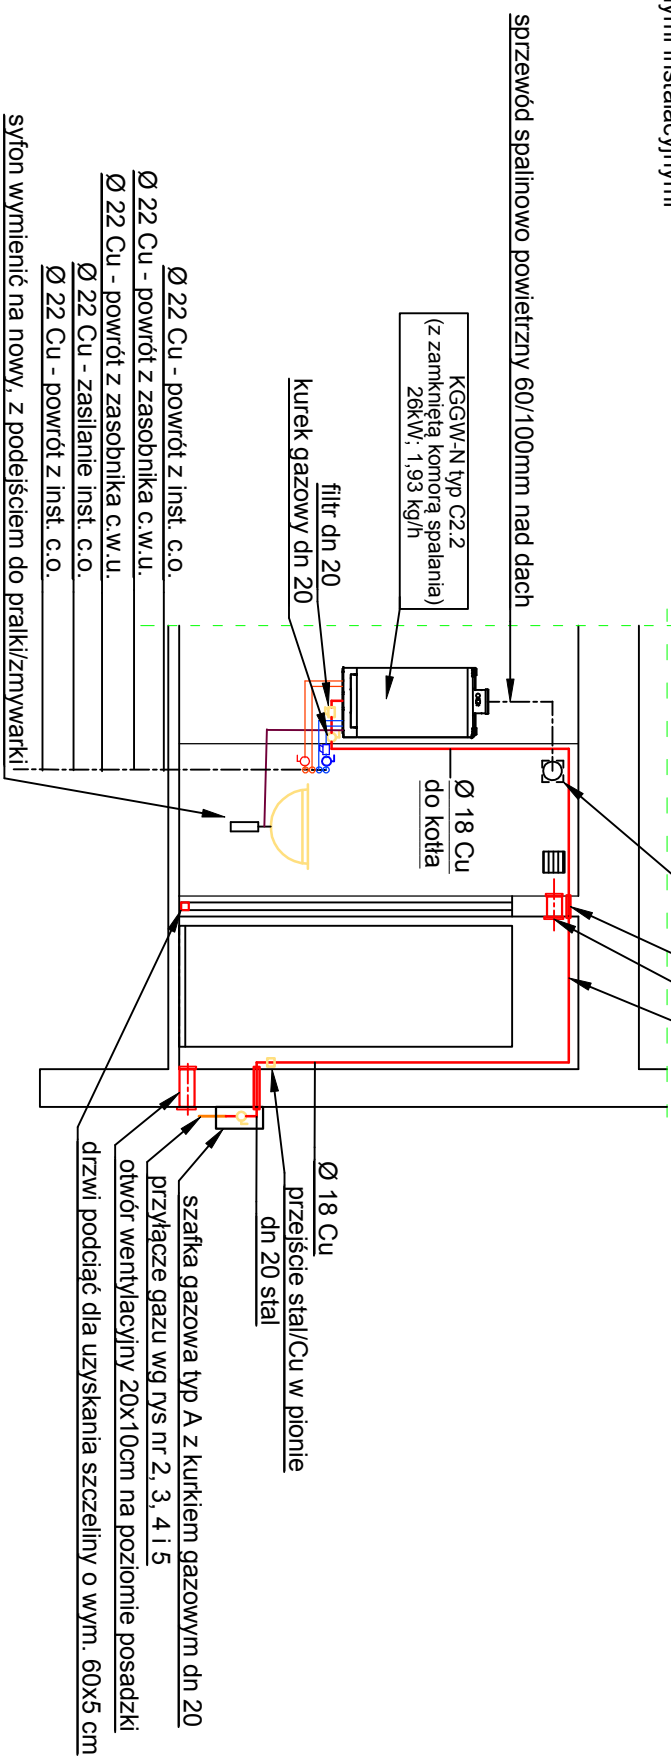 ymi instalacyjnymi
sprzewód spalinowo powietrzny 60/100mm nad dach
KGGW-N typ C2.2
(z zamkniętą komorą spalania)
26kW; 1,93 kg/h
filtr dn 20
kurek gazowy dn 20
Ø 22 Cu - powrót z inst. c.o.
Ø 22 Cu - powrót z zasobnika c.w.u.
Ø 22 Cu - powrót z zasobnika c.w.u.
Ø 22 Cu - zasilanie inst. c.o.
Ø 22 Cu - powrót z inst. c.o.
syfon wymienić na nowy, z podejściem do pralki/zmywarki
Ø 18 Cu
do kotła
Ø 18 Cu
przejście stal/Cu w pionie
dn 20 stal
szafka gazowa typ A z kurkiem gazowym dn 20
przyłącze gazu wg rys nr 2, 3, 4 i 5
otwór wentylacyjny 20x10cm na poziomie posadzki
drzwi podciąć dla uzyskania szczeliny o wym. 60x5 cm